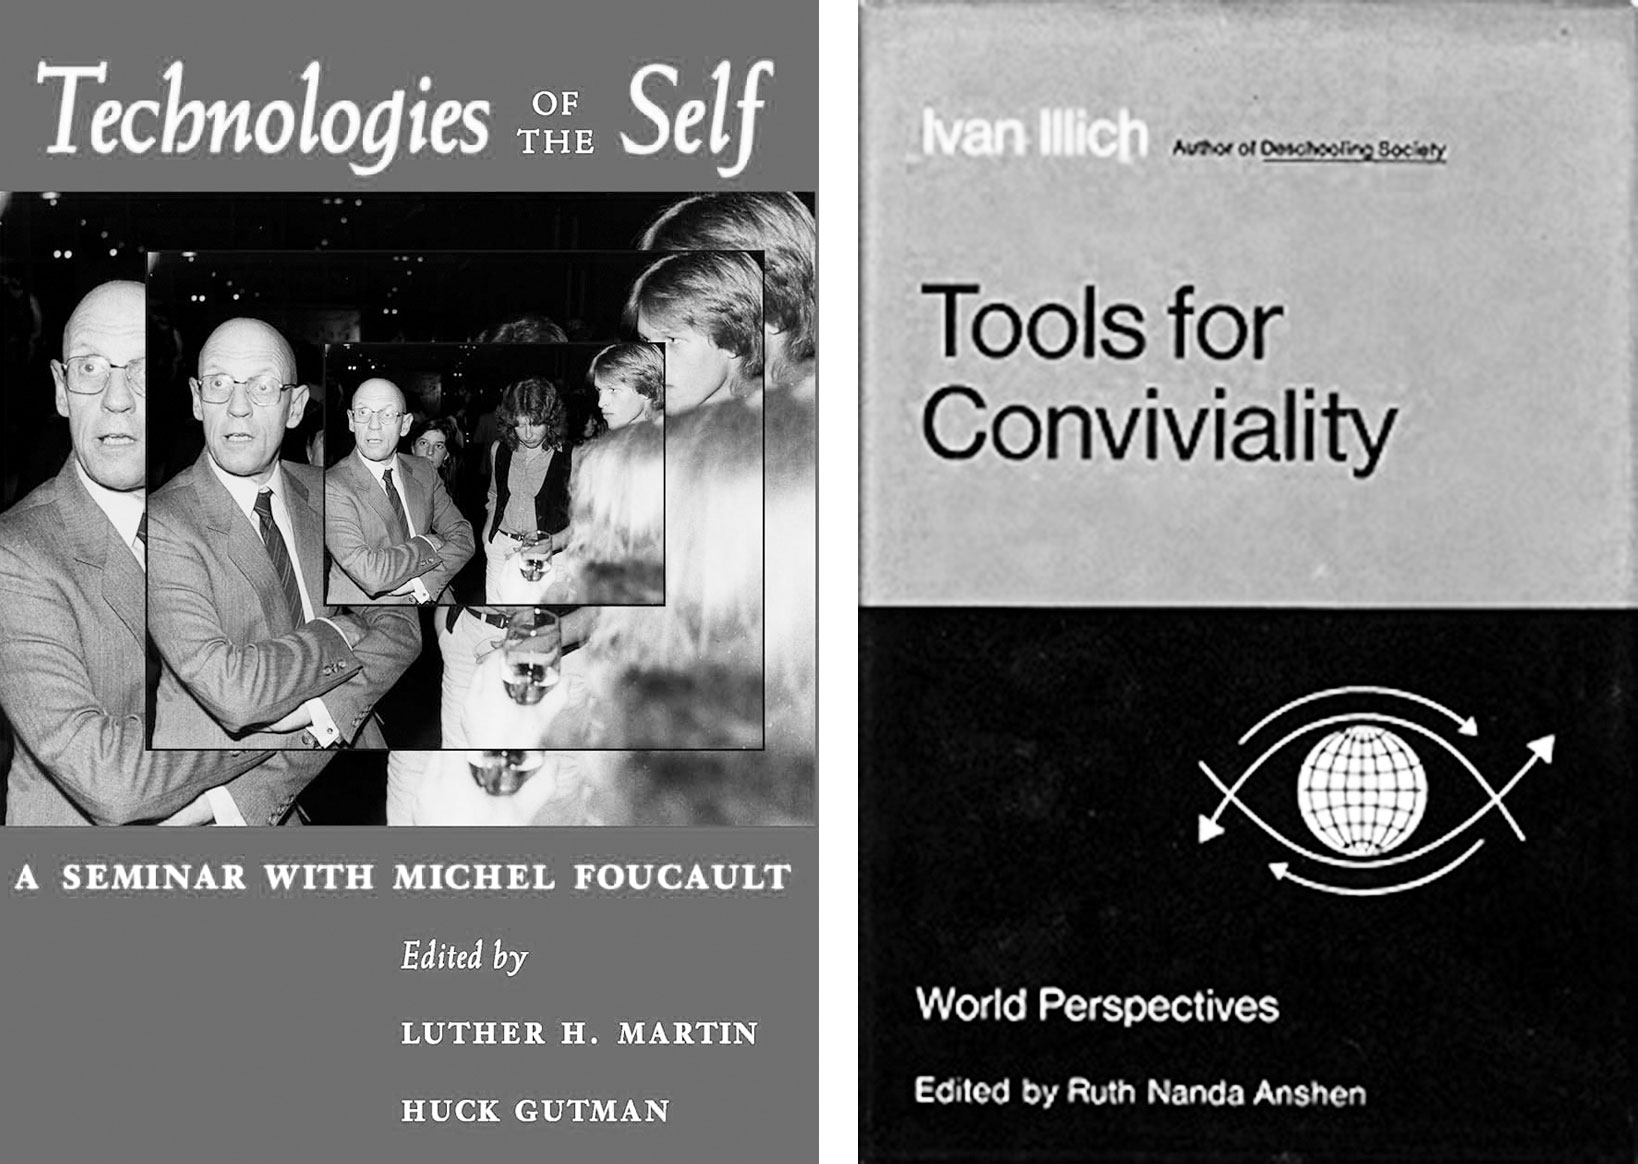 Technologies OF THE Self
A SEMINAR WITH MICHEL FOUCAULT
Edited by
LUTHER H. MARTIN
HUCK GUTMAN
Ivan Illich Author of Deschooling Society
Tools for
Conviviality
World Perspectives
Edited by Ruth Nanda Anshen